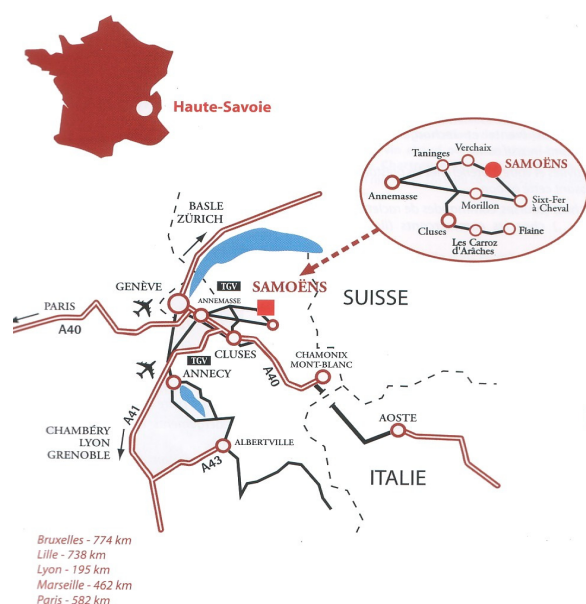 Haute-Savoie
Verchaix
Taninges
SAMOËNS
Annemasse
Morillon
Sixt-Fer
à Cheval
Cluses
Les Carroz
d'Arâches
Flaine
BASLE
ZÜRICH
GENÈVE
TGV
ANNEMASSE
SAMOËNS
SUISSE
PARIS
A40
CLUSES
A40
CHAMONIX
MONT-BLANC
TGV
ANNECY
A41
AOSTE
CHAMBÉRY
LYON
GRENOBLE
ALBERTVILLE
A43
ITALIE
Bruxelles - 774 km
Lille - 738 km
Lyon - 195 km
Marseille - 462 km
Paris - 582 km